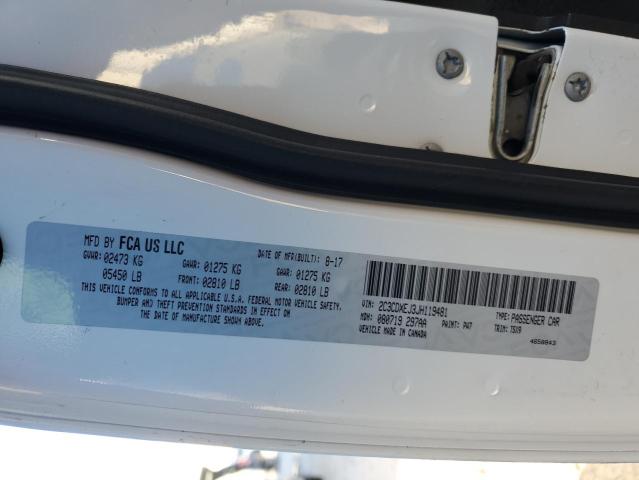 MFD BY FCA US LLC DATE OF MFR(BUILT): 8-17
GVWR: 02473 KG GAWR: 01275 KG GAWR: 01275 KG
05450 LB FRONT: 02810 LB REAR: 02810 LB
THIS VEHICLE CONFORMS TO ALL APPLICABLE U.S.A. FEDERAL MOTOR VEHICLE SAFETY,
BUMPER AND THEFT PREVENTION STANDARDS IN EFFECT ON
THE DATE OF MANUFACTURE SHOWN ABOVE.
VIN: 2C3CDXEJ3JH119481 TYPE: PASSENGER CAR
MDH: 080719 297AA PAINT: PW7 TRIM: TSX9
VEHICLE MADE IN CANADA 4658843